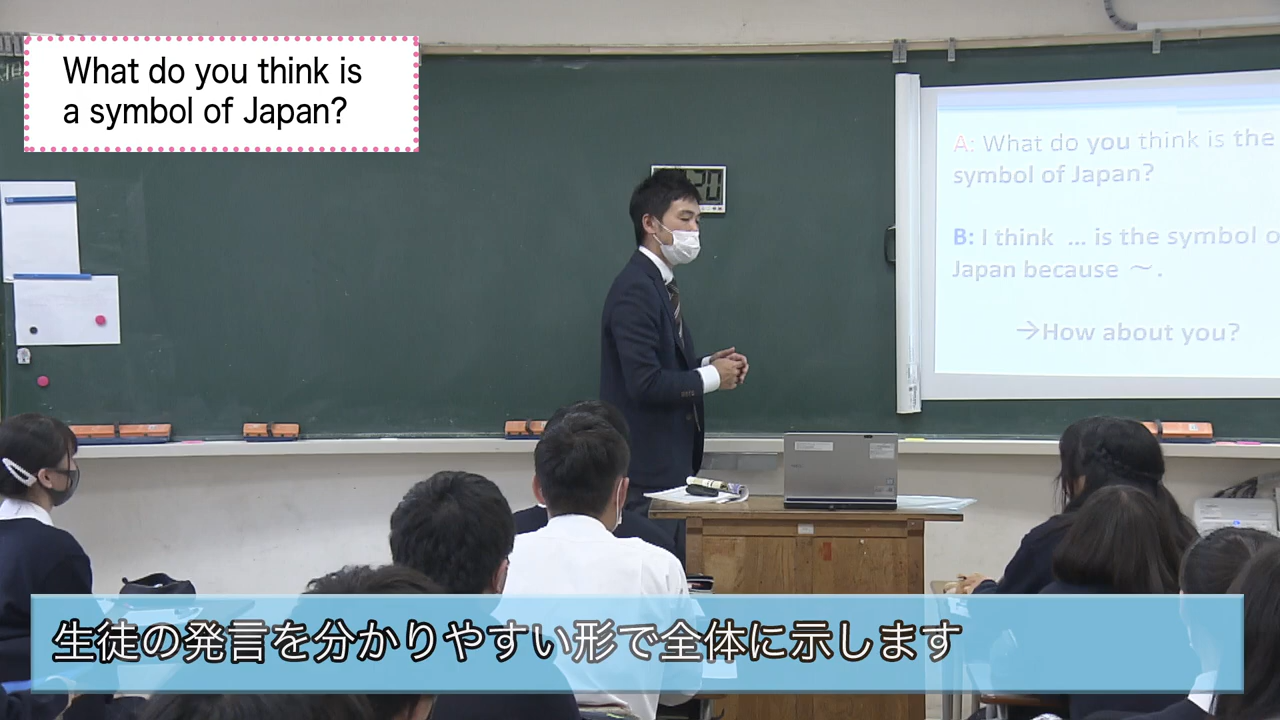 What do you think is
a symbol of Japan?
20
A: What do you think is the
symbol of Japan?
B: I think … is the symbol
Japan because ～.
→How about you?
生徒の発言を分かりやすい形で全体に示します